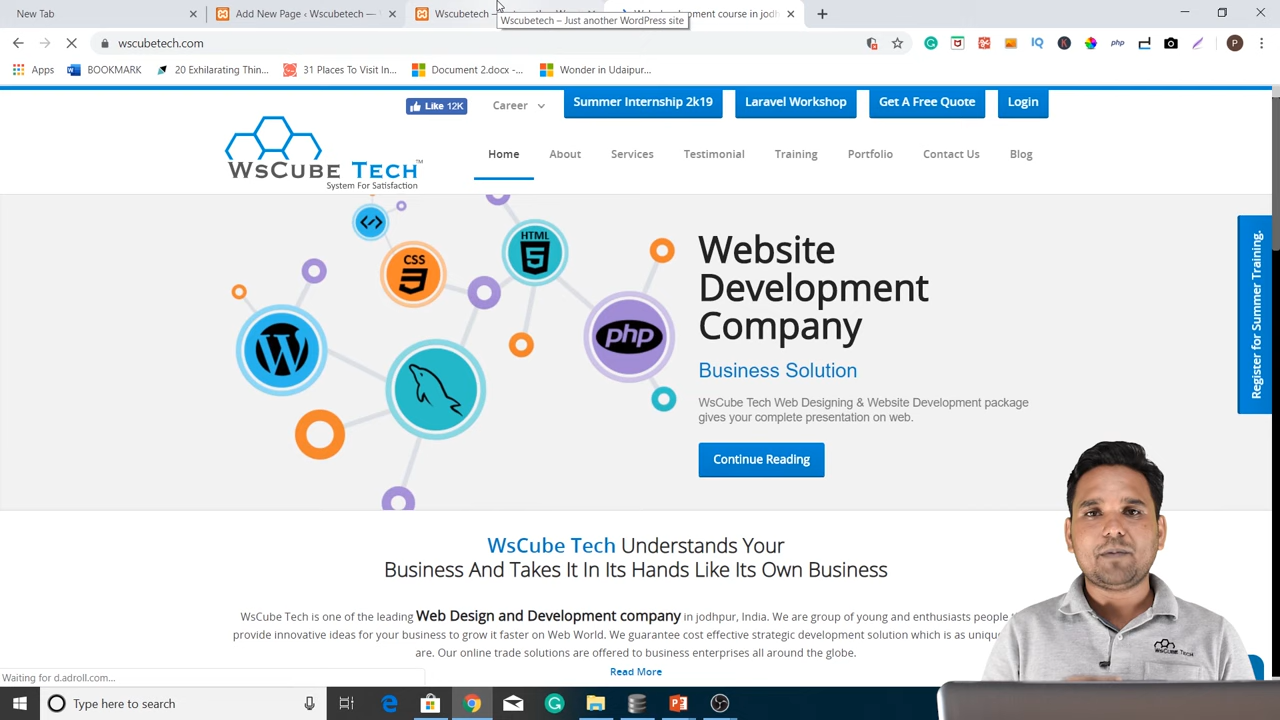 New Tab
Add New Page ‹ Wscubetech — W
Wscubetech –
Wscubetech – Just another WordPress site
wscubetech.com
IQ
K
php
P
Apps
BOOKMARK
20 Exhilarating Thin...
31 Places To Visit In...
Document 2.docx -...
Wonder in Udaipur...
Like 12K
Career
Summer Internship 2k19
Laravel Workshop
Get A Free Quote
Login
WSCUBE TECH™
System For Satisfaction
Home
About
Services
Testimonial
Training
Portfolio
Contact Us
Blog
HTML
5
CSS
3
php
W
Website
Development
Company
Business Solution
WsCube Tech Web Designing & Website Development package
gives your complete presentation on web.
Continue Reading
Register for Summer Training.
WsCube Tech Understands Your
Business And Takes It In Its Hands Like Its Own Business
WsCube Tech is one of the leading Web Design and Development company in jodhpur, India. We are group of young and enthusiasts people
provide innovative ideas for your business to grow it faster on Web World. We guarantee cost effective strategic development solution which is as
are. Our online trade solutions are offered to business enterprises all around the globe.
Read More
WSCUBE TECH
Waiting for d.adroll.com...
Type here to search